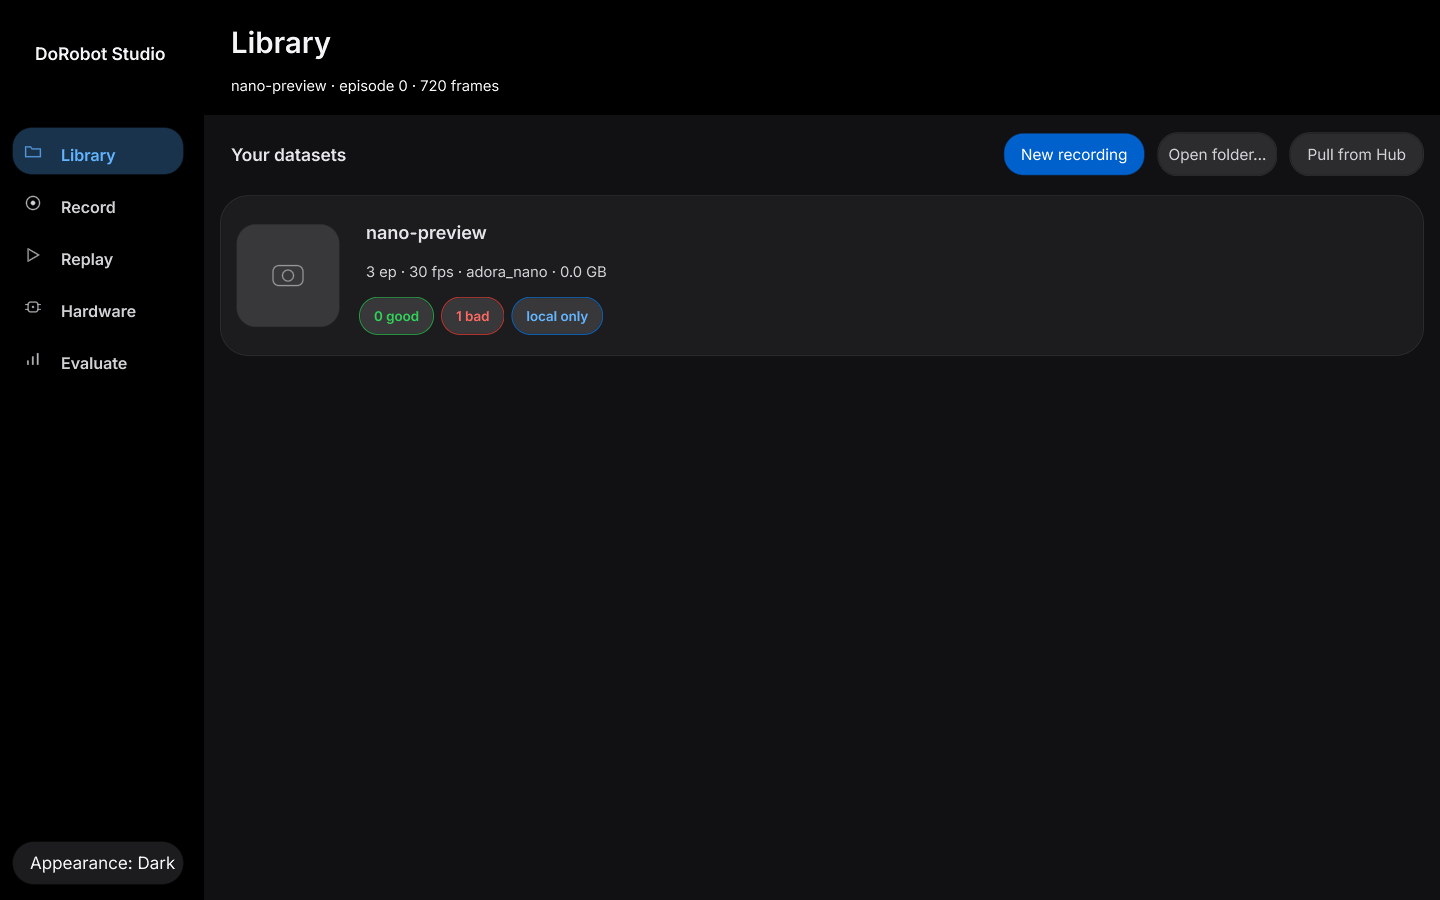 DoRobot Studio
Library
nano-preview · episode 0 · 720 frames
Library
Record
Replay
Hardware
Evaluate
Appearance: Dark
Your datasets
New recording
Open folder...
Pull from Hub
nano-preview
3 ep · 30 fps · adora_nano · 0.0 GB
0 good
1 bad
local only